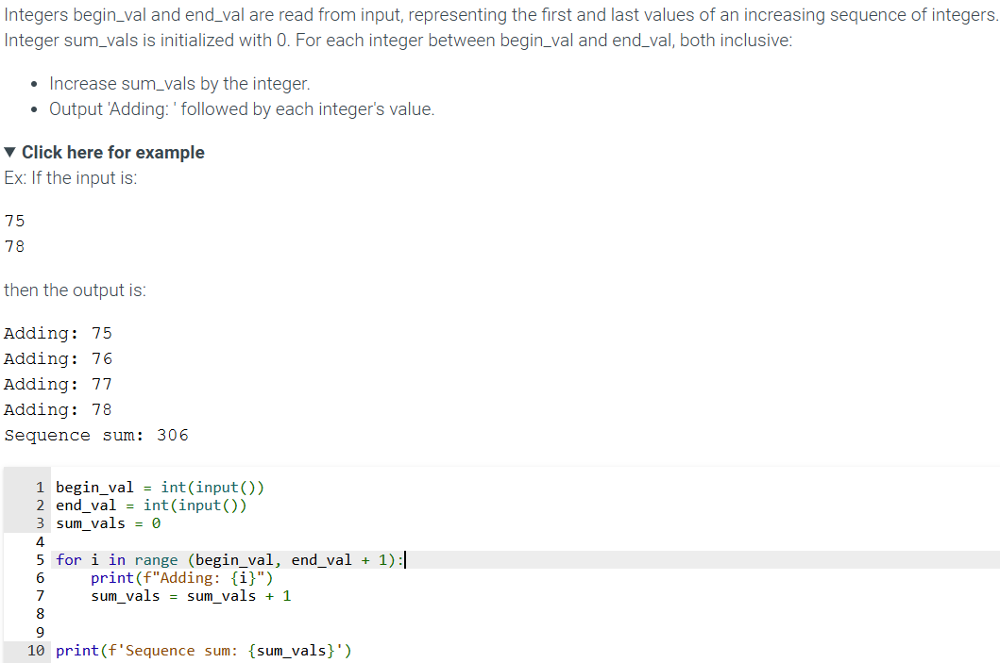 Integers begin_val and end_val are read from input, representing the first and last values of an increasing sequence of integers.
Integer sum_vals is initialized with 0. For each integer between begin_val and end_val, both inclusive:
• Increase sum_vals by the integer.
• Output 'Adding: ' followed by each integer's value.
▼ Click here for example
Ex: If the input is:
75
78
then the output is:
Adding: 75
Adding: 76
Adding: 77
Adding: 78
Sequence sum: 306
1 begin_val = int(input())
2 end_val = int(input())
3 sum_vals = 0
4
5 for i in range (begin_val, end_val + 1):
6     print(f"Adding: {i}")
7     sum_vals = sum_vals + 1
8
9
10 print(f'Sequence sum: {sum_vals}')